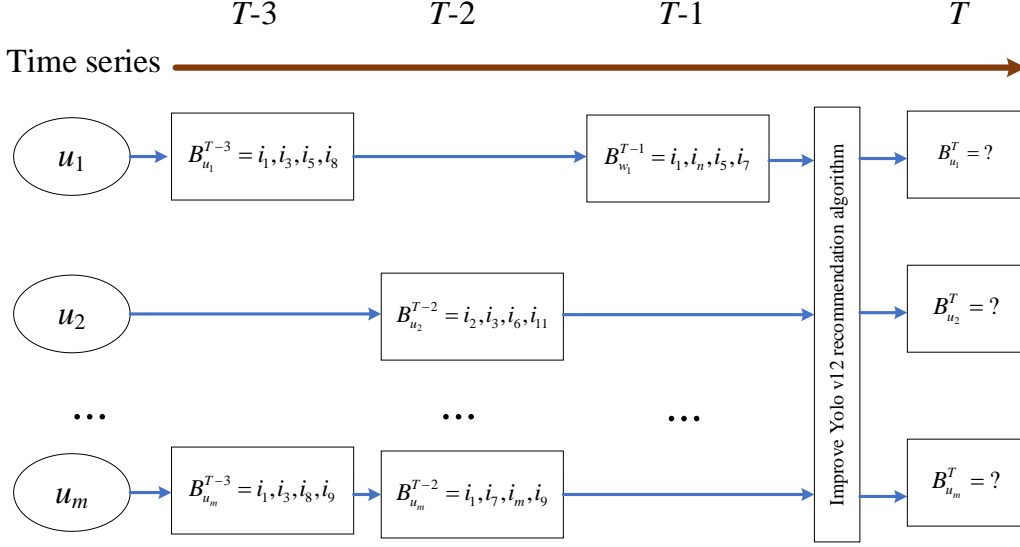 T-3 T-2 T-1 T
Time series
u₁ B_{u₁}^{T-3} = i₁, i₃, i₅, i₈ B_{w₁}^{T-1} = i₁, iₙ, i₅, i₇ B_{u₁}^{T} = ?
u₂ B_{u₂}^{T-2} = i₂, i₃, i₆, i₁₁ B_{u₂}^{T} = ?
... ... ...
uₘ B_{uₘ}^{T-3} = i₁, i₃, i₈, i₉ B_{uₘ}^{T-2} = i₁, i₇, iₘ, i₉ B_{uₘ}^{T} = ?
Improve Yolo v12 recommendation algorithm